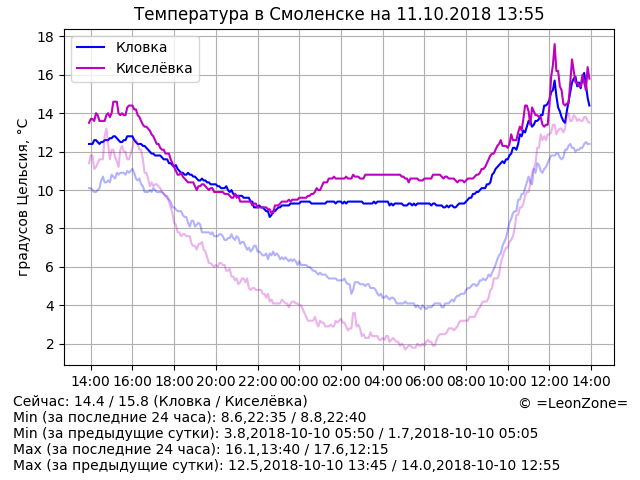 Температура в Смоленске на 11.10.2018 13:55
Кловка
Киселёвка
градусов Цельсия, °C
18
16
14
12
10
8
6
4
2
14:00 16:00 18:00 20:00 22:00 00:00 02:00 04:00 06:00 08:00 10:00 12:00 14:00
Сейчас: 14.4 / 15.8 (Кловка / Киселёвка)
© =LeonZone=
Min (за последние 24 часа): 8.6,22:35 / 8.8,22:40
Min (за предыдущие сутки): 3.8,2018-10-10 05:50 / 1.7,2018-10-10 05:05
Max (за последние 24 часа): 16.1,13:40 / 17.6,12:15
Max (за предыдущие сутки): 12.5,2018-10-10 13:45 / 14.0,2018-10-10 12:55